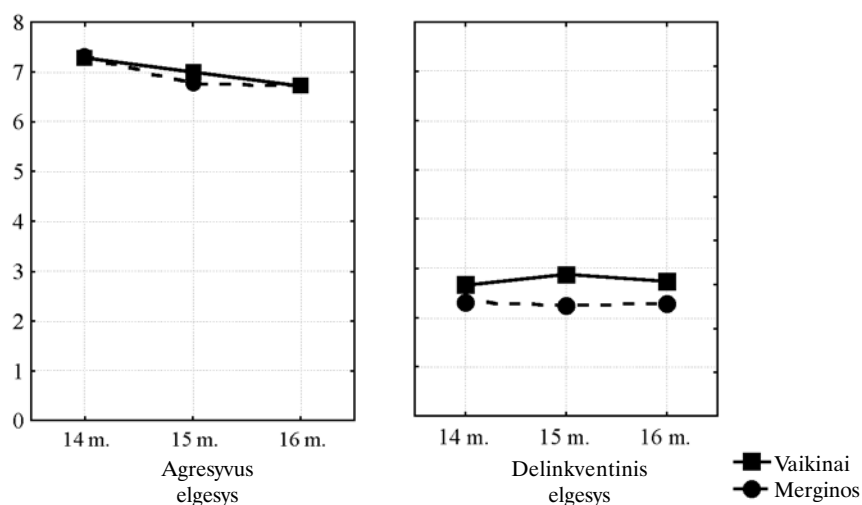 8
7
6
5
4
3
2
1
0
14 m.
15 m.
16 m.
Agresyvus
elgesys
14 m.
15 m.
16 m.
Delinkventinis
elgesys
Vaikinai
Merginos